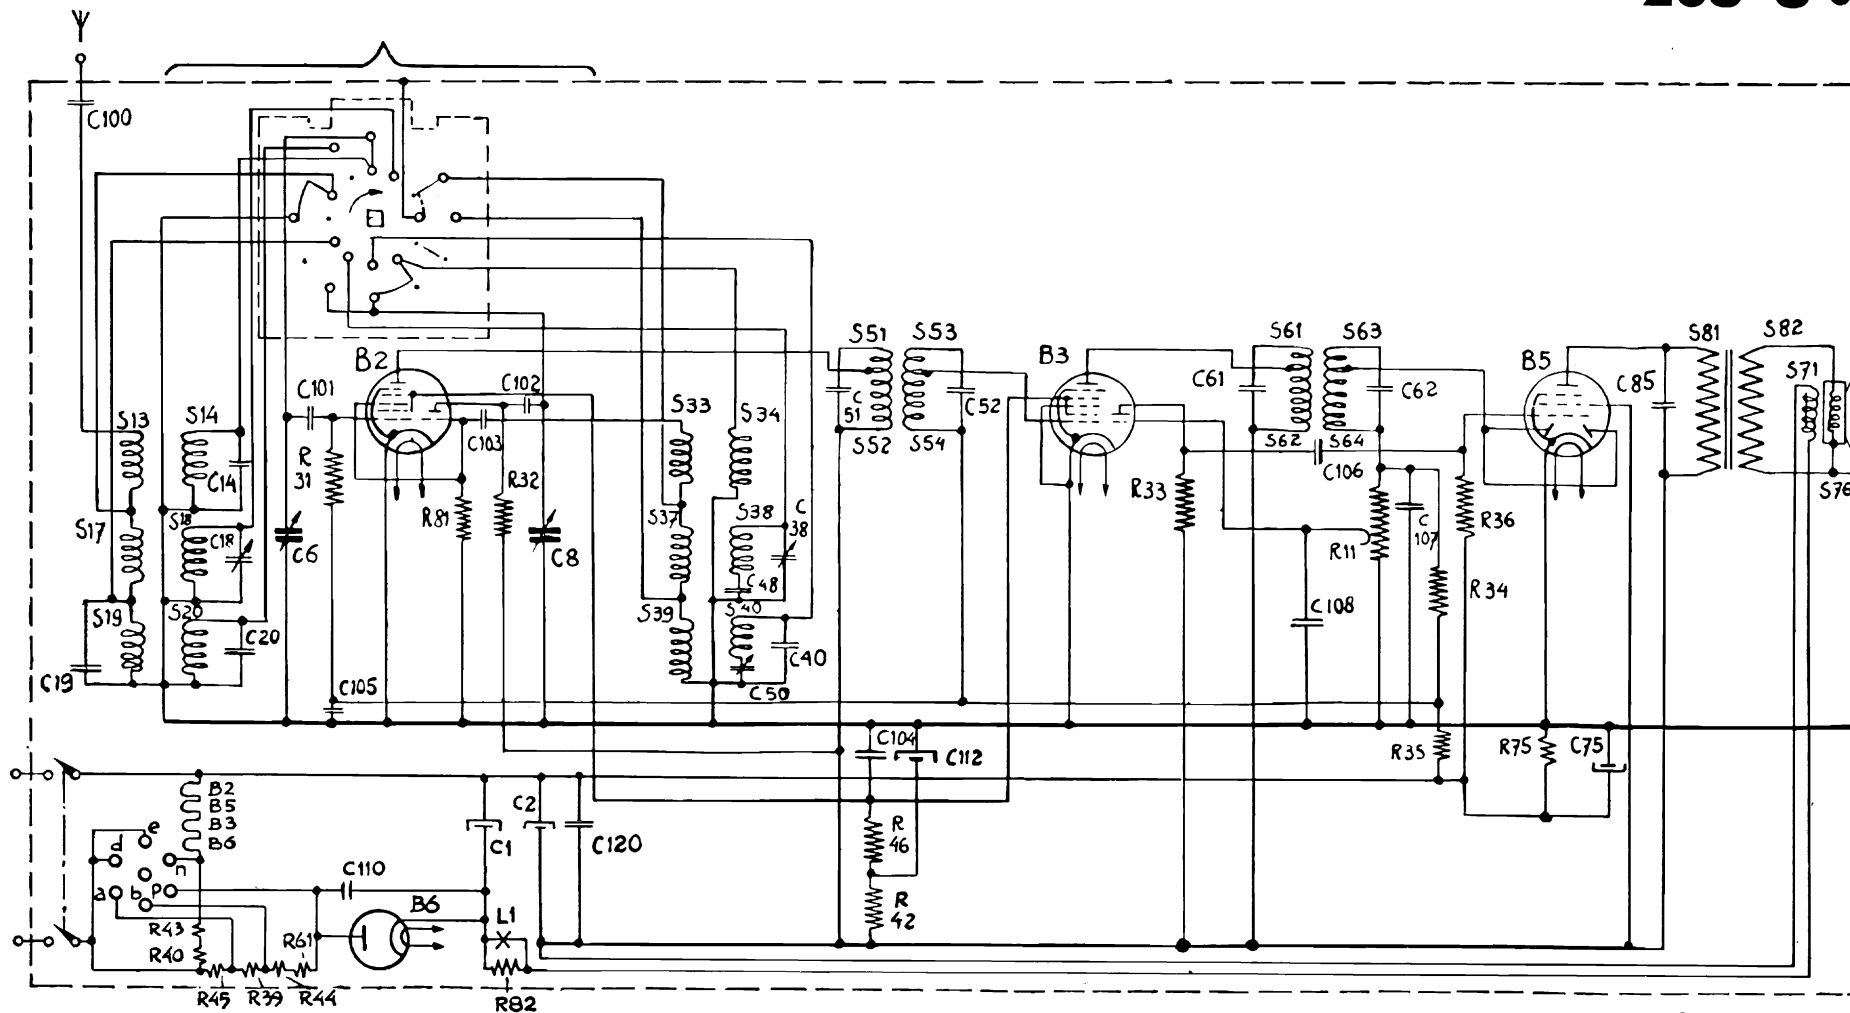 C100
S51
S53
S61
S63
S81
S82
B2
B3
B5
S71
C101
C102
C61
C62
C85
C
51
C52
S13
S14
S33
S34
C103
S52
S54
S62
S64
R
31
C14
R32
C106
R33
S76
S17
S18
C18
R81
S37
S38
C
38
C6
C8
R11
C
107
R36
C48
R34
S19
S20
S39
S40
C108
C20
C19
C105
C40
C50
C104
C112
R35
R75
C75
B2
B5
B3
B6
C2
C1
C120
R
46
e
d
n
C110
a
b
P
B6
L1
R
42
R43
R40
R61
R45
R39
R44
R82